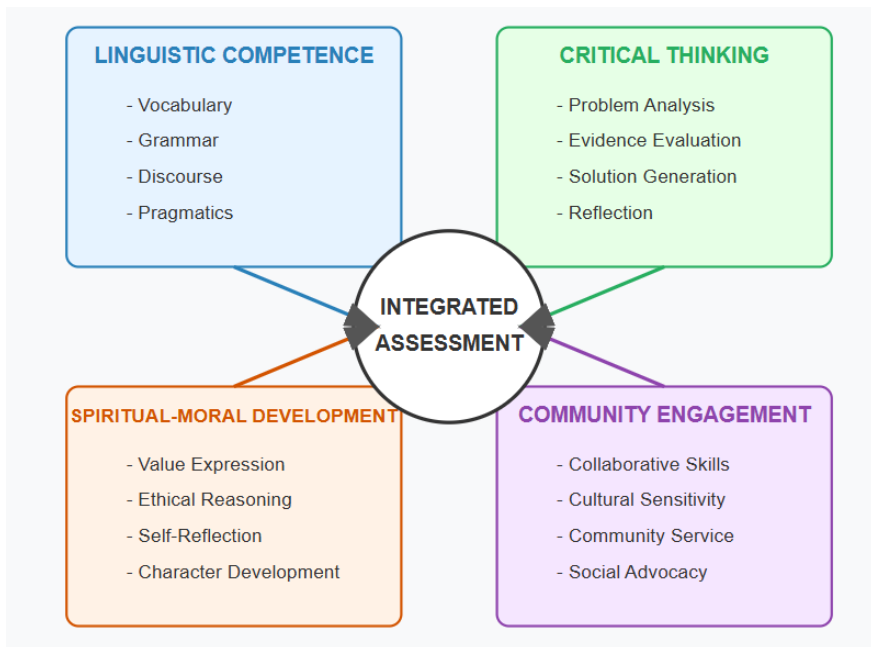 LINGUISTIC COMPETENCE
- Vocabulary
- Grammar
- Discourse
- Pragmatics
CRITICAL THINKING
- Problem Analysis
- Evidence Evaluation
- Solution Generation
- Reflection
INTEGRATED
ASSESSMENT
SPIRITUAL-MORAL DEVELOPMENT
- Value Expression
- Ethical Reasoning
- Self-Reflection
- Character Development
COMMUNITY ENGAGEMENT
- Collaborative Skills
- Cultural Sensitivity
- Community Service
- Social Advocacy